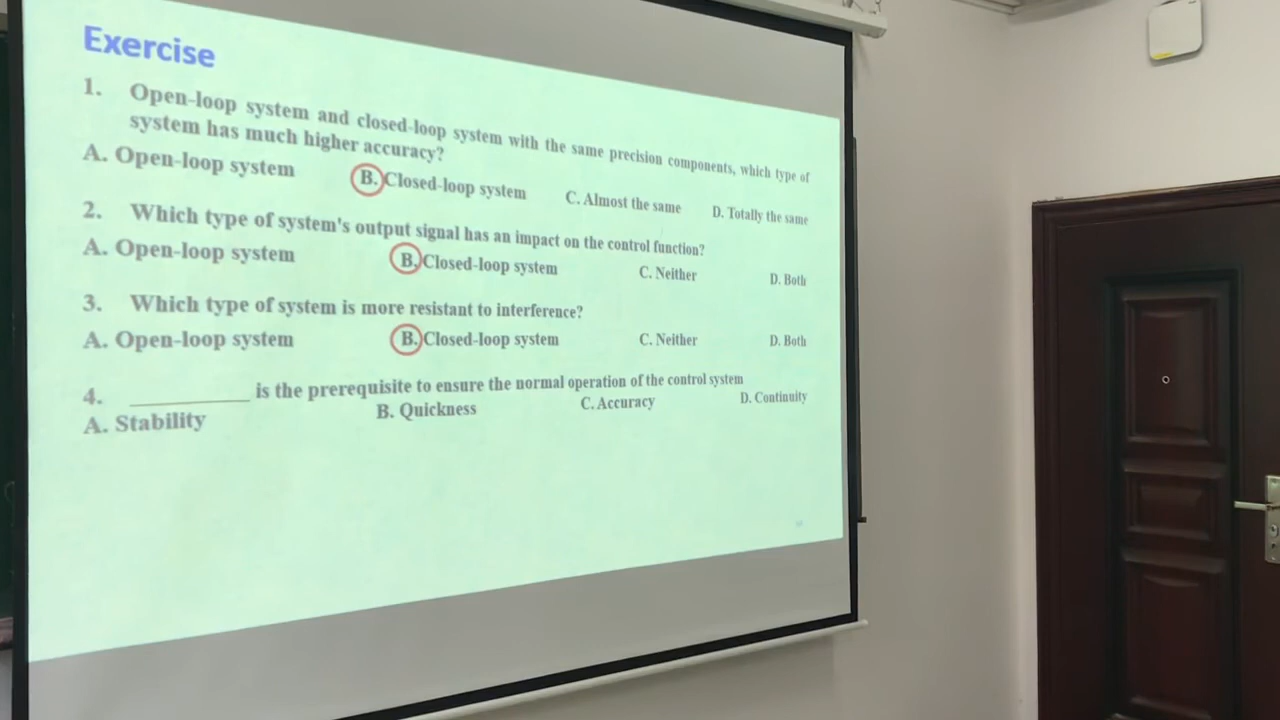 Exercise
1. Open-loop system and closed-loop system with the same precision components, which type of
system has much higher accuracy?
A. Open-loop system B. Closed-loop system C. Almost the same D. Totally the same
2. Which type of system's output signal has an impact on the control function?
A. Open-loop system B. Closed-loop system C. Neither D. Both
3. Which type of system is more resistant to interference?
A. Open-loop system B. Closed-loop system C. Neither D. Both
4. __________ is the prerequisite to ensure the normal operation of the control system
A. Stability B. Quickness C. Accuracy D. Continuity